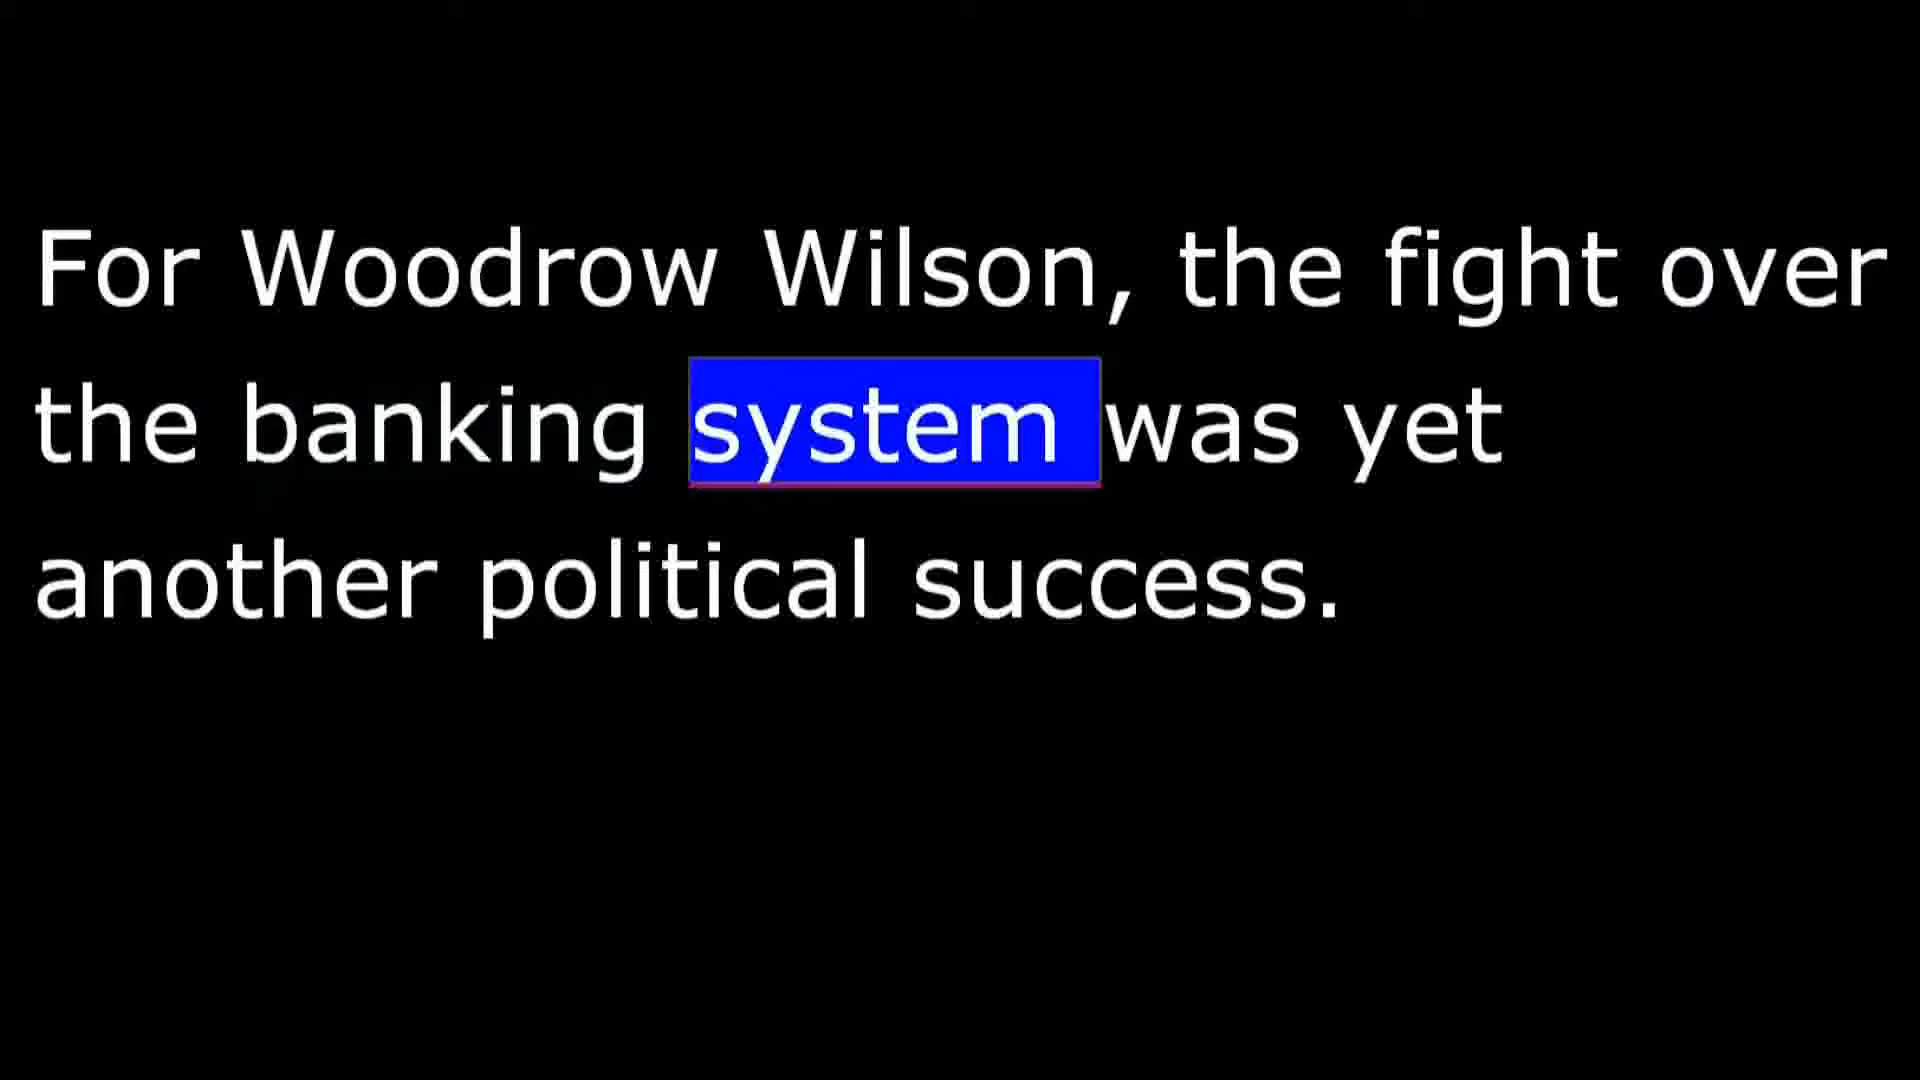 For Woodrow Wilson, the fight over
the banking system was yet
another political success.